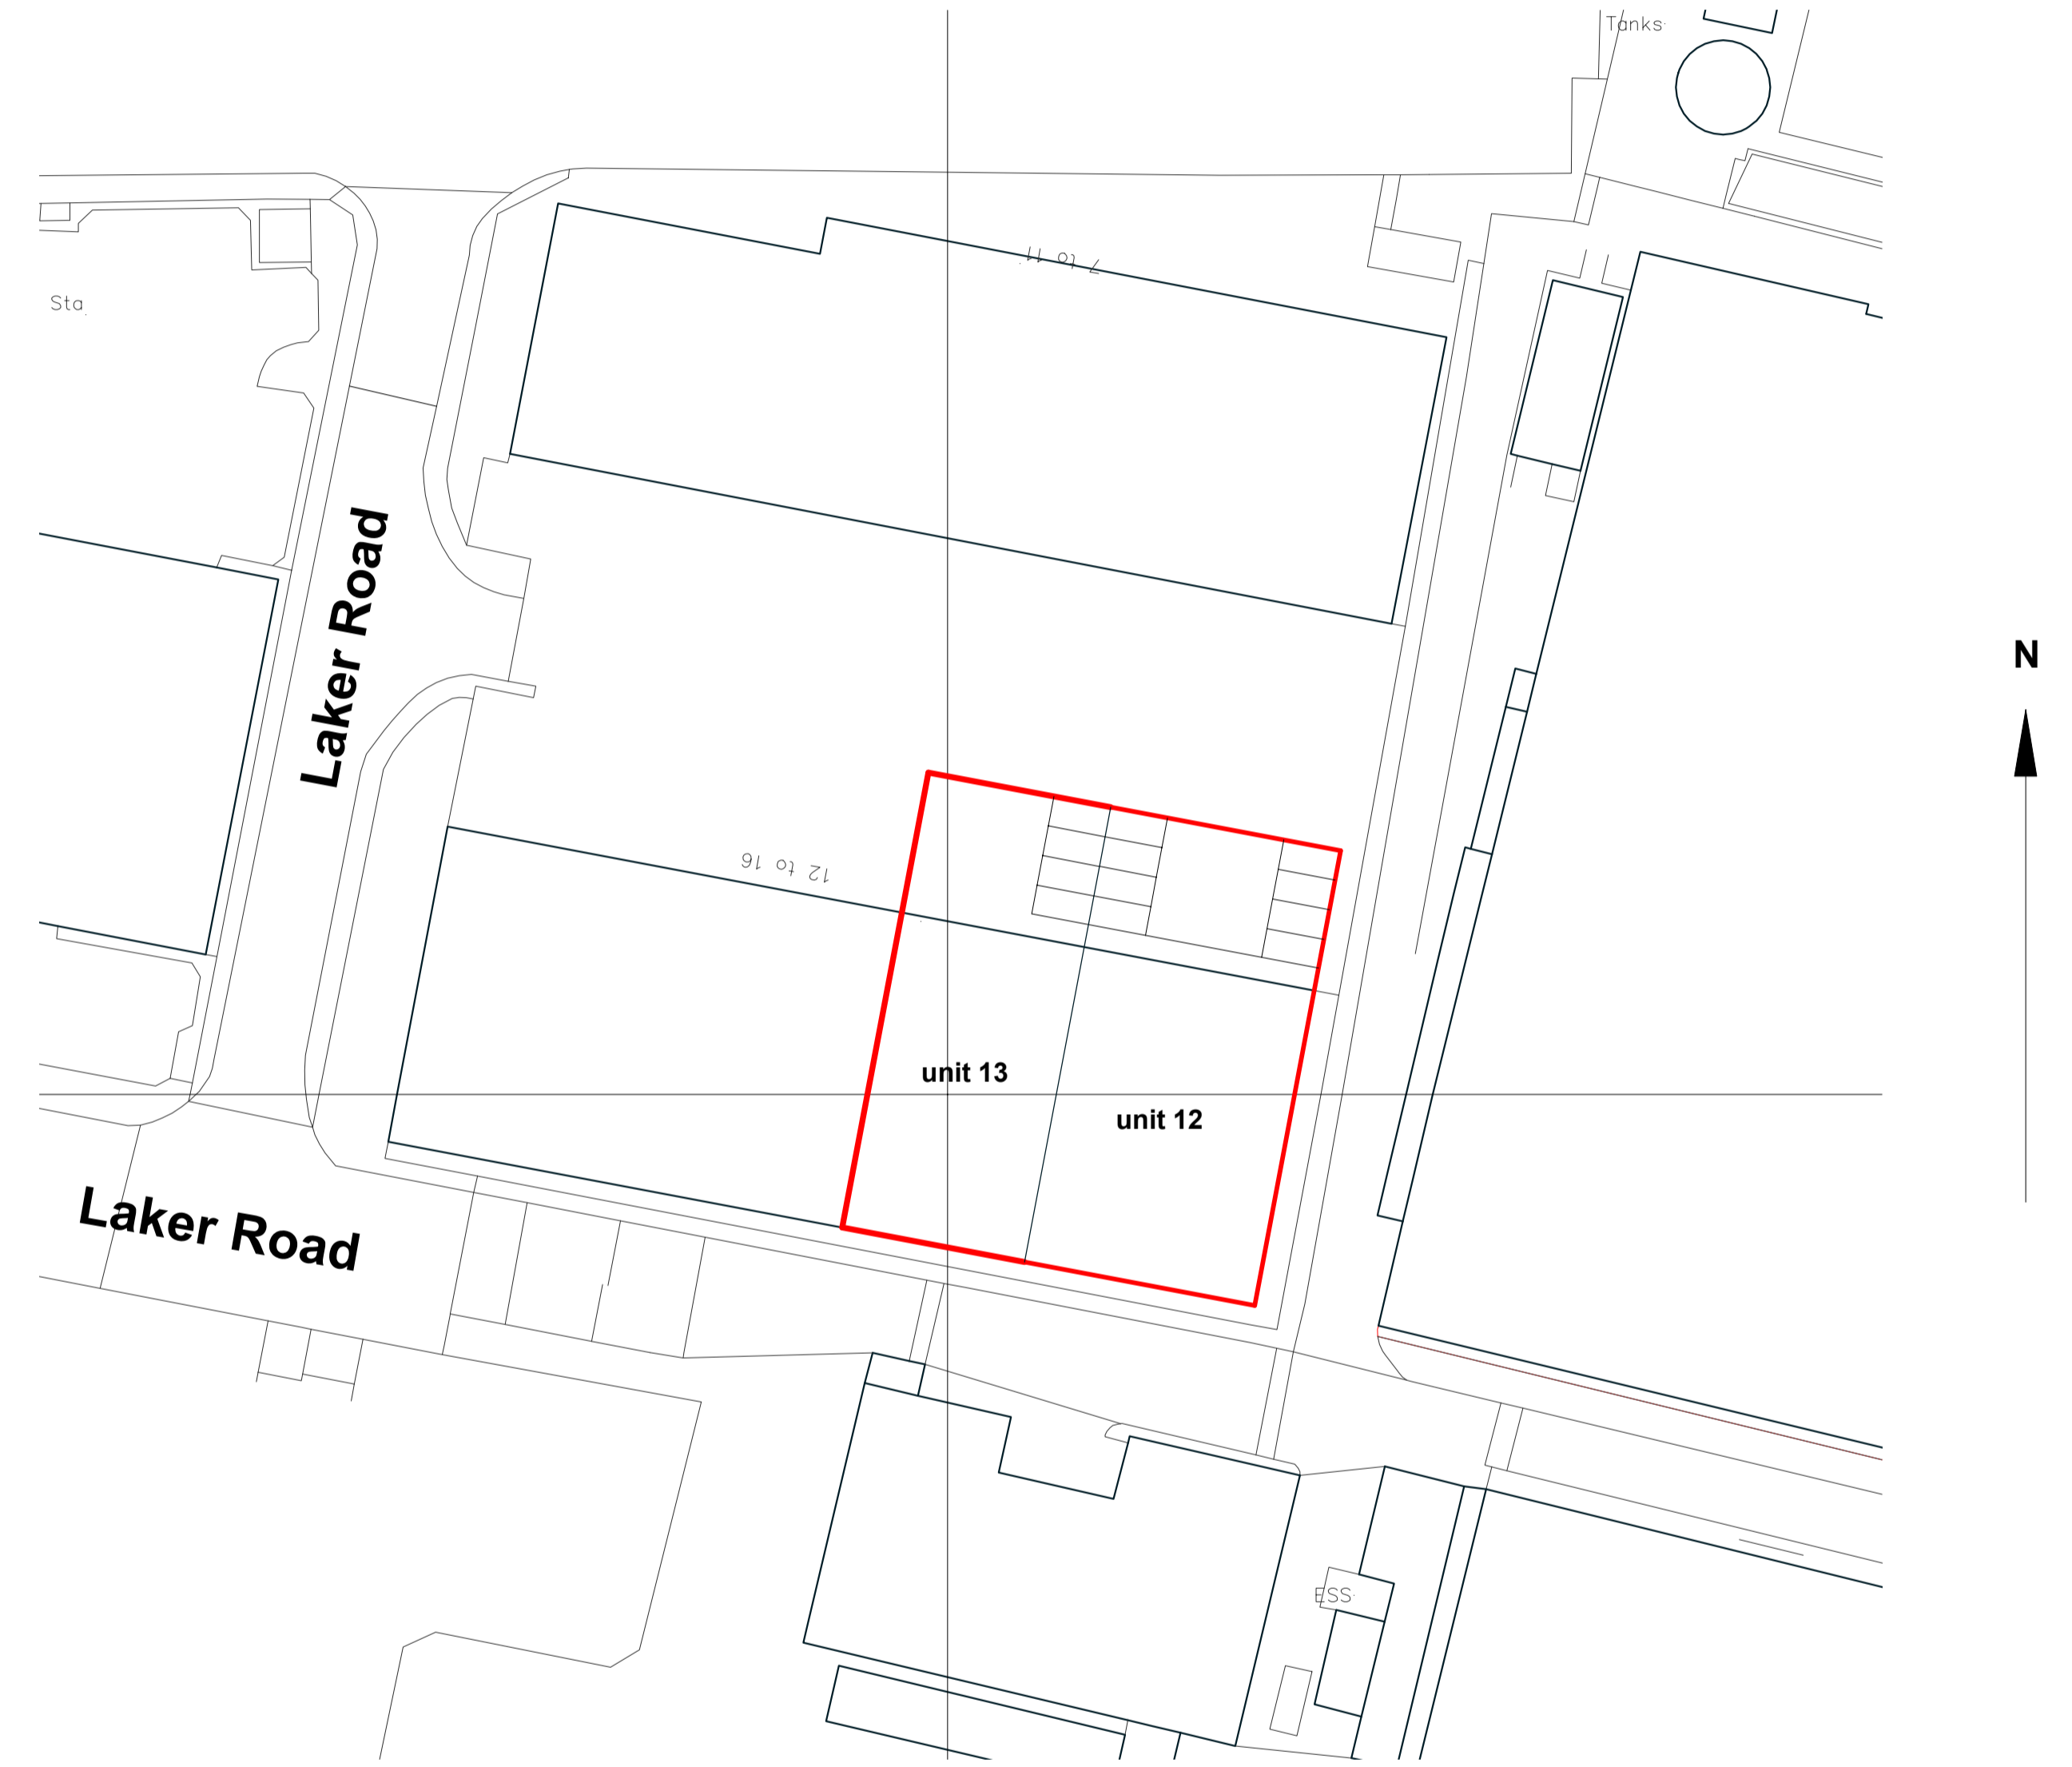 Tanks
7 to 11
Sta
Laker Road
N
12 to 16
unit 13
unit 12
Laker Road
ESS